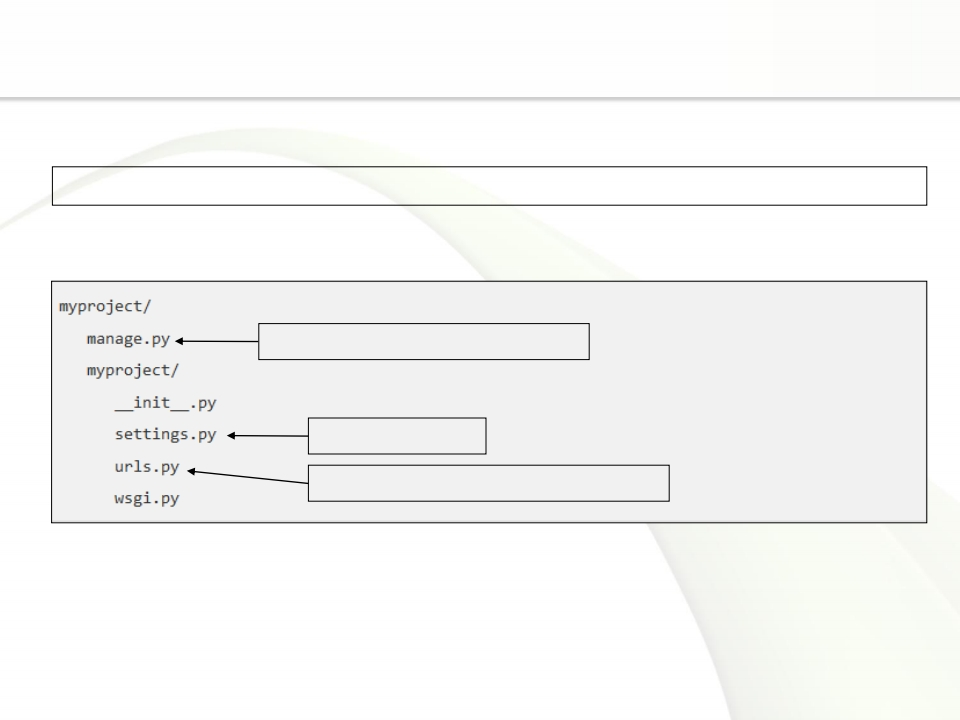 myproject/
manage.py
myproject/
__init__.py
settings.py
urls.py
wsgi.py